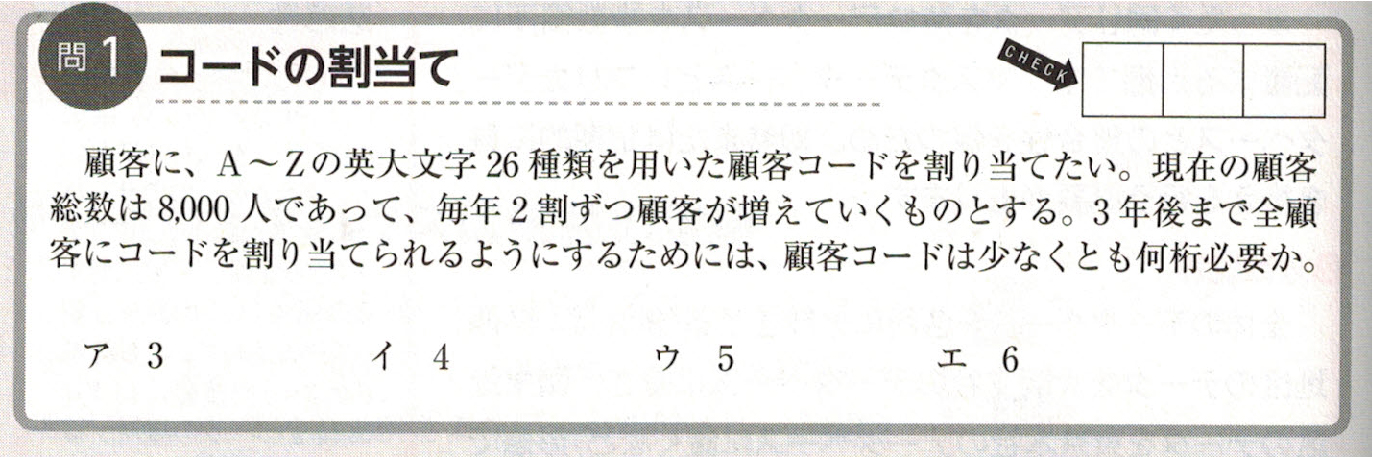 問1 コードの割当て
CHECK
顧客に、A～Zの英大文字26種類を用いた顧客コードを割り当てたい。現在の顧客
総数は8,000人であって、毎年2割ずつ顧客が増えていくものとする。3年後まで全顧
客にコードを割り当てられるようにするためには、顧客コードは少なくとも何桁必要か。
ア 3 イ 4 ウ 5 エ 6